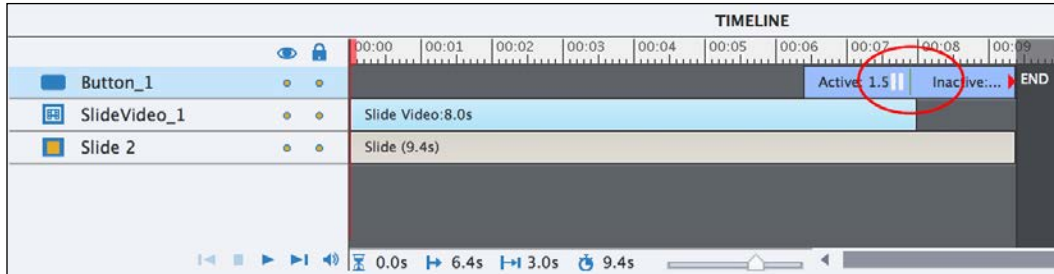 TIMELINE
00:00 00:01 00:02 00:03 00:04 00:05 00:06 00:07 00:08 00:09
Button_1 Active: 1.5 Inactive:... END
SlideVideo_1 Slide Video:8.0s
Slide 2 Slide (9.4s)
0.0s 6.4s 3.0s 9.4s